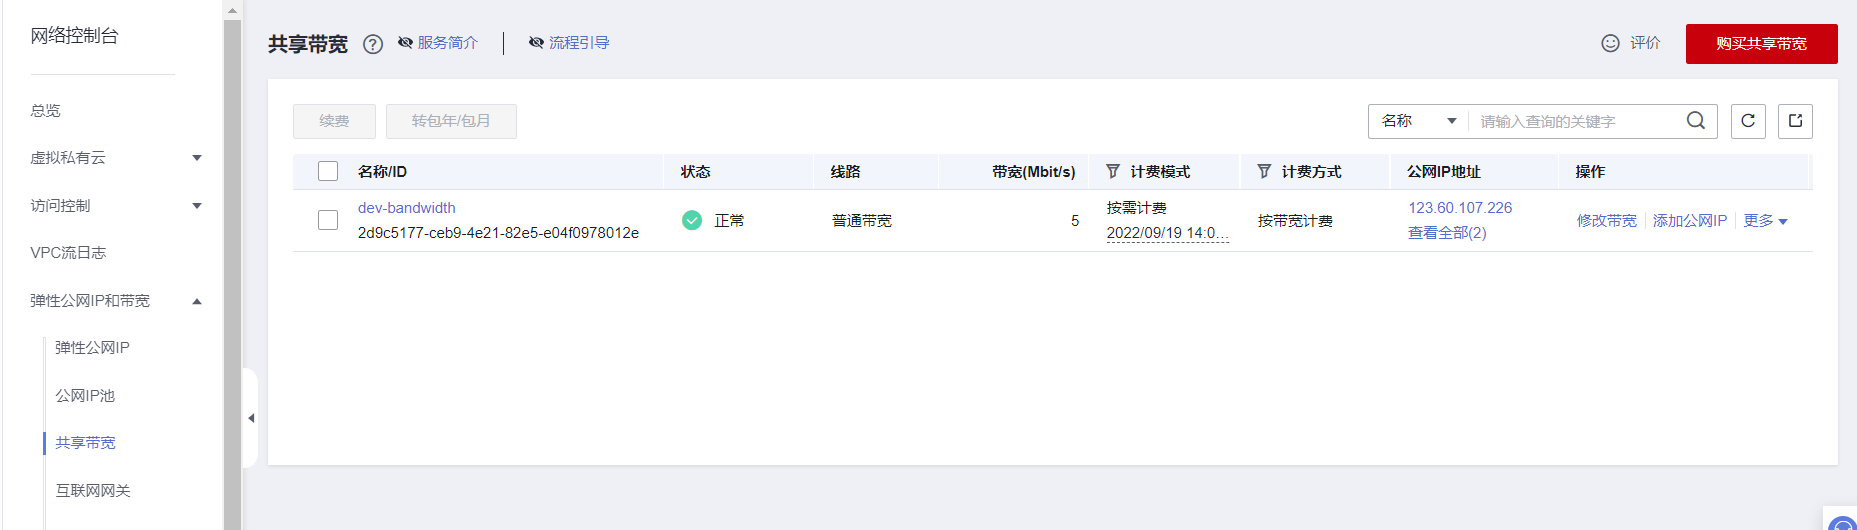 网络控制台
总览
虚拟私有云
访问控制
VPC流日志
弹性公网IP和带宽
弹性公网IP
公网IP池
共享带宽
互联网网关
共享带宽 ? 服务简介 流程引导
评价 购买共享带宽
续费 转包年/包月
名称 请输入查询的关键字
名称/ID 状态 线路 带宽(Mbit/s) 计费模式 计费方式 公网IP地址 操作
dev-bandwidth
2d9c5177-ceb9-4e21-82e5-e04f0978012e
正常
普通带宽
5
按需计费
2022/09/19 14:0...
按带宽计费
123.60.107.226
查看全部(2)
修改带宽 添加公网IP 更多